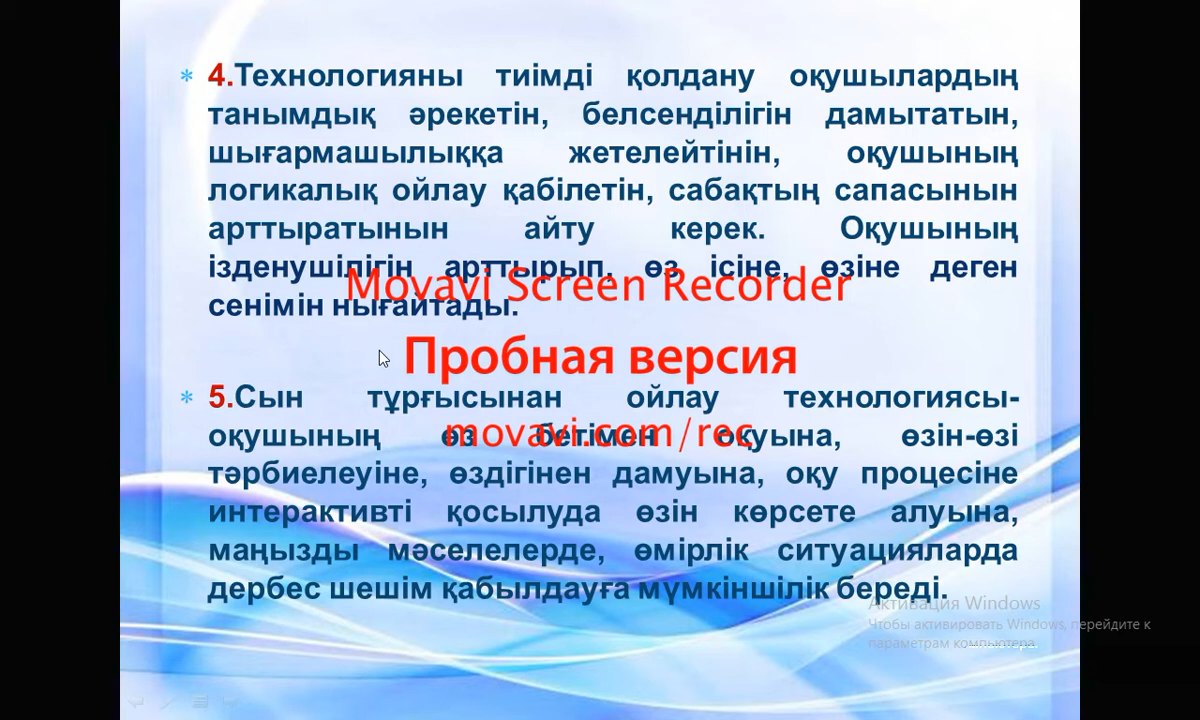 * 4.Технологияны тиімді қолдану оқушылардың
танымдық әрекетін, белсенділігін дамытатын,
шығармашылыққа жетелейтінін, оқушының
логикалық ойлау қабілетін, сабақтың сапасынын
арттыратынын айту керек. Оқушының
ізденушілігін арттырып, өз ісіне, өзіне деген
Movavi Screen Recorder
сенімін нығайтады.
Пробная версия
* 5.Сын тұрғысынан ойлау технологиясы-
оқушының өз бетімен оқуына, өзін-өзі
movavi.com/rec
тәрбиелеуіне, өздігінен дамуына, оқу процесіне
интерактивті қосылуда өзін көрсете алуына,
маңызды мәселелерде, өмірлік ситуацияларда
дербес шешім қабылдауға мүмкіншілік береді.
Активация Windows
Чтобы активировать Windows, перейдите к
параметрам компьютера.